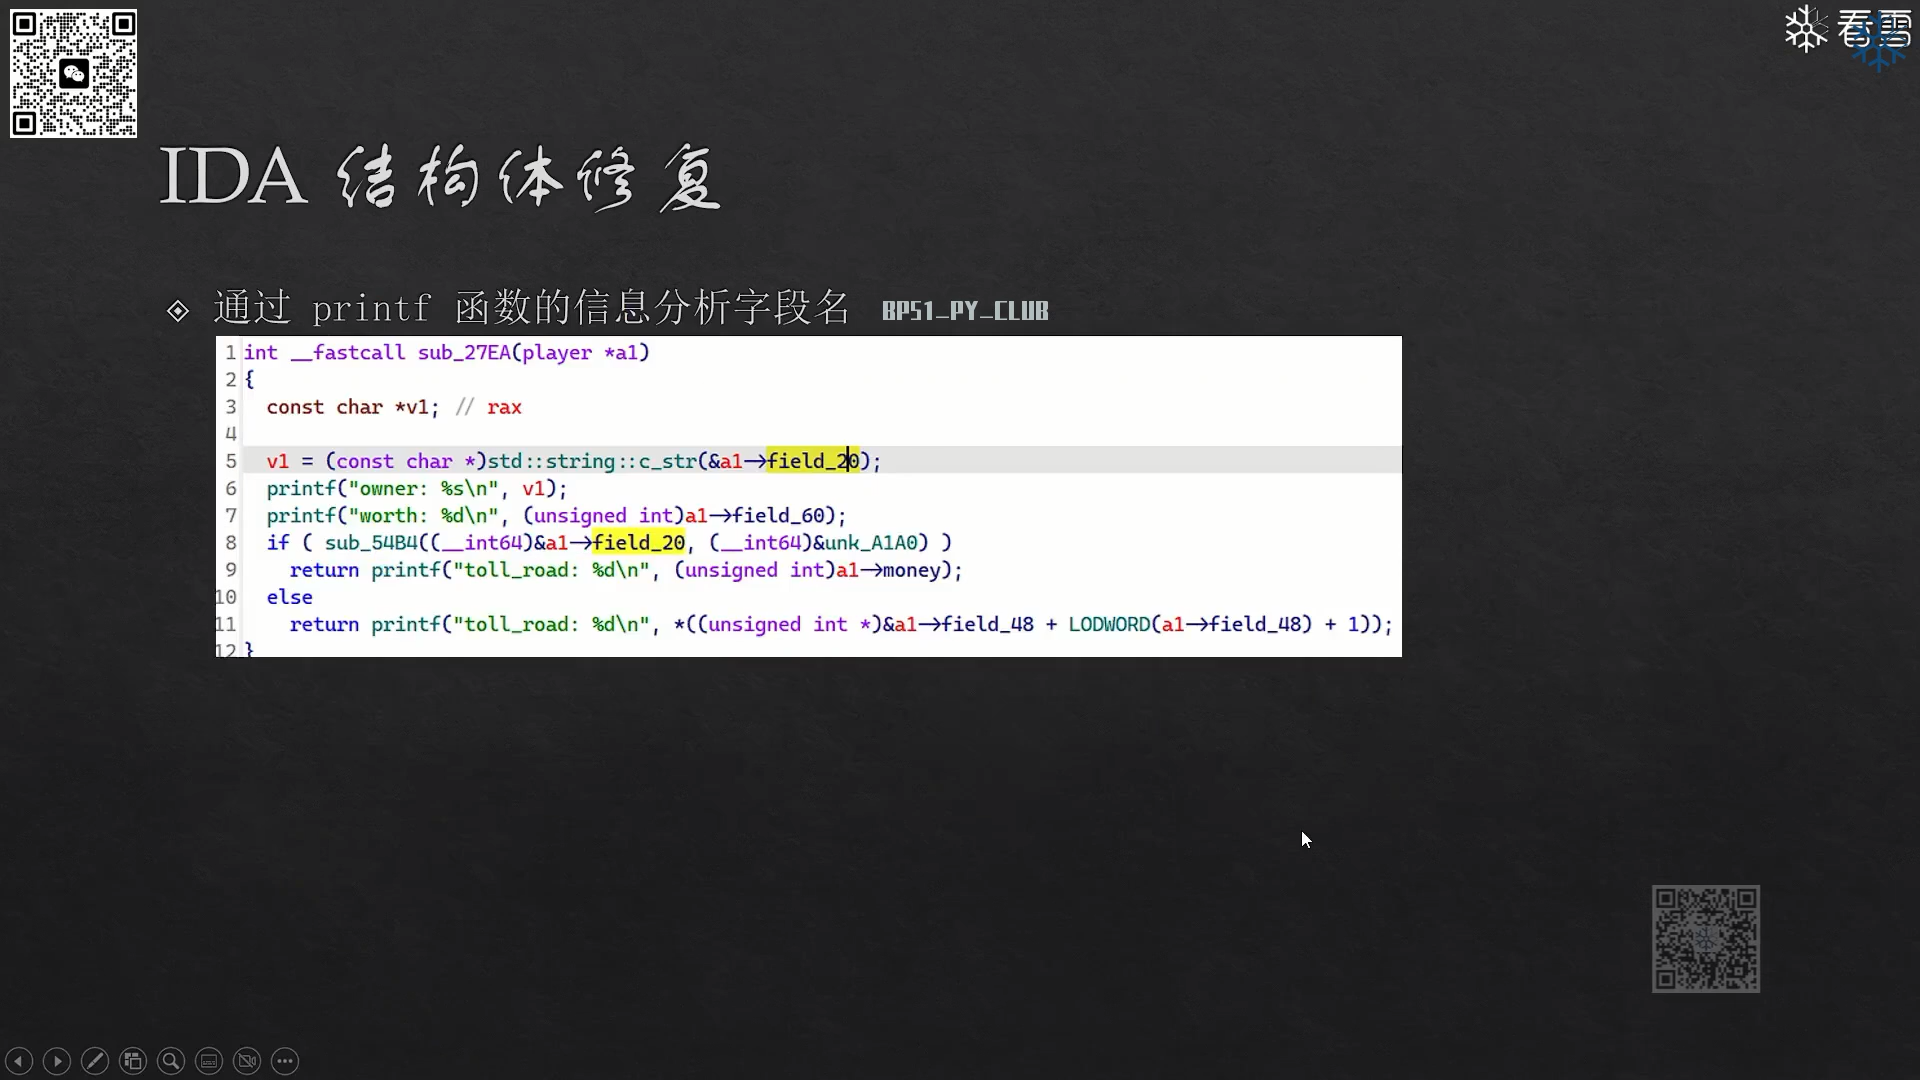 看雪
IDA 结构体修复
通过 printf 函数的信息分析字段名 BP51_PY_CLUB
1 int __fastcall sub_27EA(player *a1)
2 {
3 const char *v1; // rax
4
5 v1 = (const char *)std::string::c_str(&a1->field_20);
6 printf("owner: %s\n", v1);
7 printf("worth: %d\n", (unsigned int)a1->field_60);
8 if ( sub_54B4((__int64)&a1->field_20, (__int64)&unk_A1A0) )
9 return printf("toll_road: %d\n", (unsigned int)a1->money);
10 else
11 return printf("toll_road: %d\n", *((unsigned int *)&a1->field_48 + LODWORD(a1->field_48) + 1));
12 }